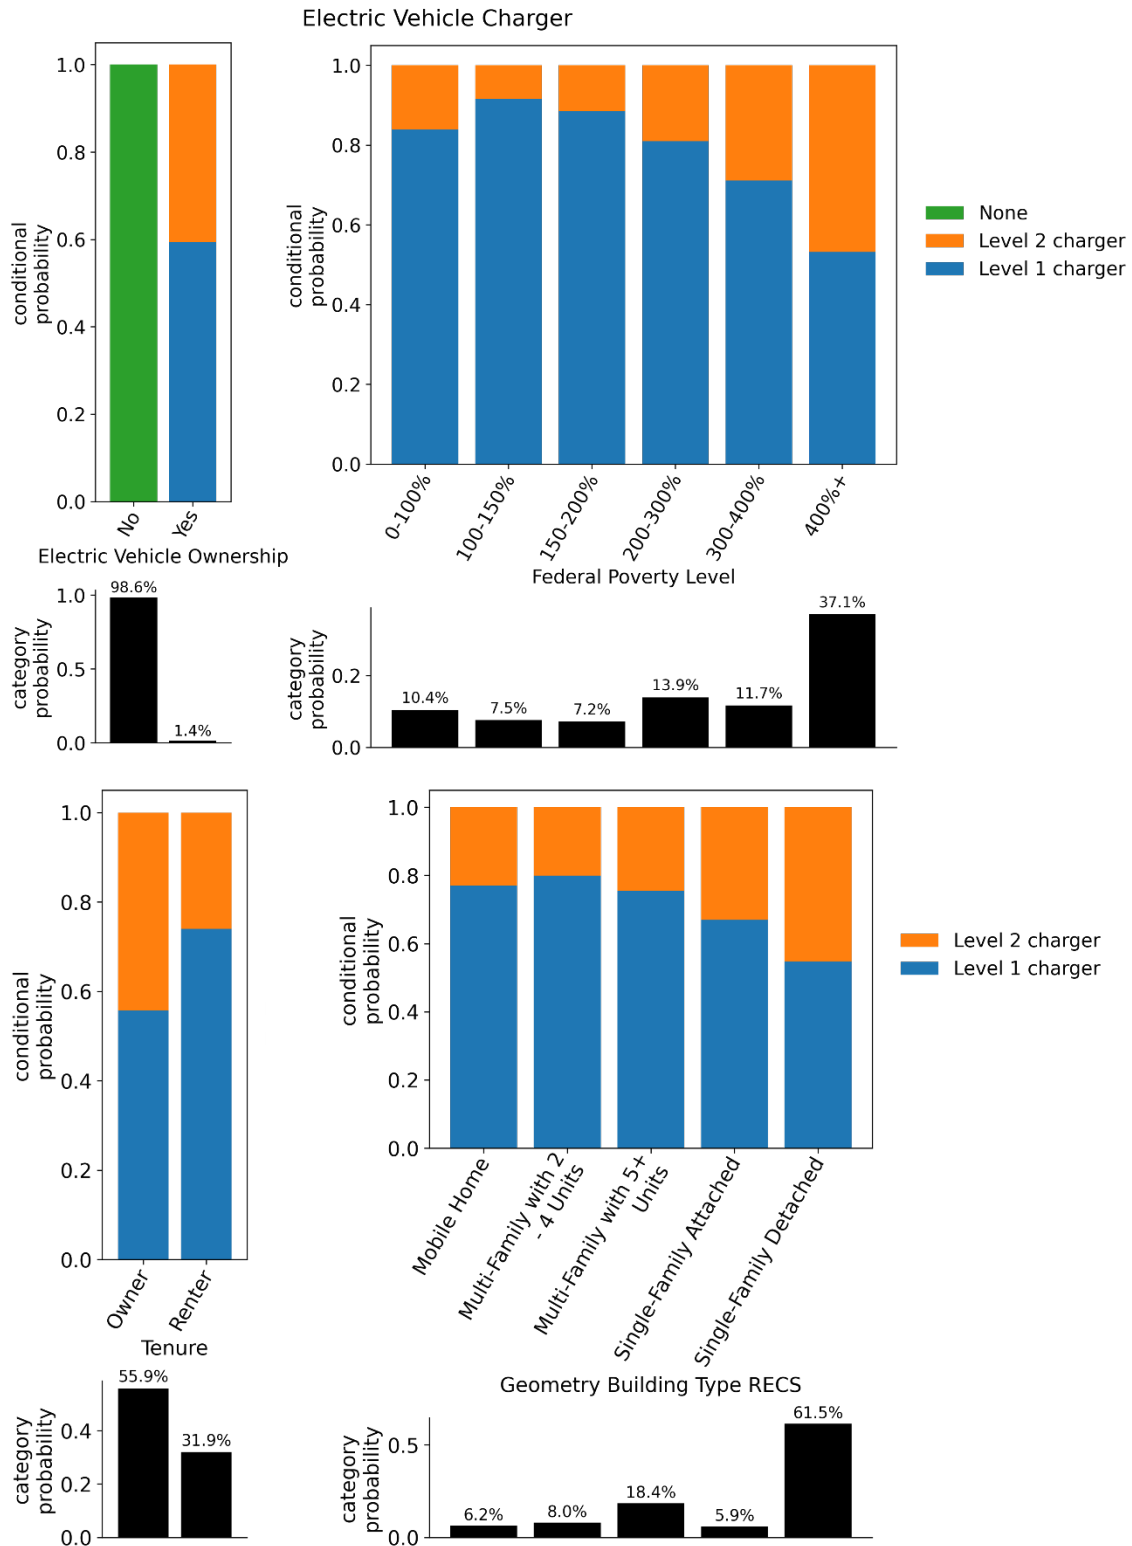 Electric Vehicle Charger
1.0
0.8
0.6
0.4
0.2
0.0
conditional
probability
No
Yes
Electric Vehicle Ownership
1.0
0.8
0.6
0.4
0.2
0.0
conditional
probability
0-100%
100-150%
150-200%
200-300%
300-400%
400%+
Federal Poverty Level
None
Level 2 charger
Level 1 charger
1.0
0.5
0.0
category
probability
98.6%
1.4%
0.2
0.0
category
probability
10.4%
7.5%
7.2%
13.9%
11.7%
37.1%
1.0
0.8
0.6
0.4
0.2
0.0
conditional
probability
Owner
Renter
Tenure
1.0
0.8
0.6
0.4
0.2
0.0
conditional
probability
Mobile Home
Multi-Family with 2
- 4 Units
Multi-Family with 5+
Units
Single-Family Attached
Single-Family Detached
Geometry Building Type RECS
Level 2 charger
Level 1 charger
0.4
0.2
0.0
category
probability
55.9%
31.9%
0.5
0.0
category
probability
6.2%
8.0%
18.4%
5.9%
61.5%